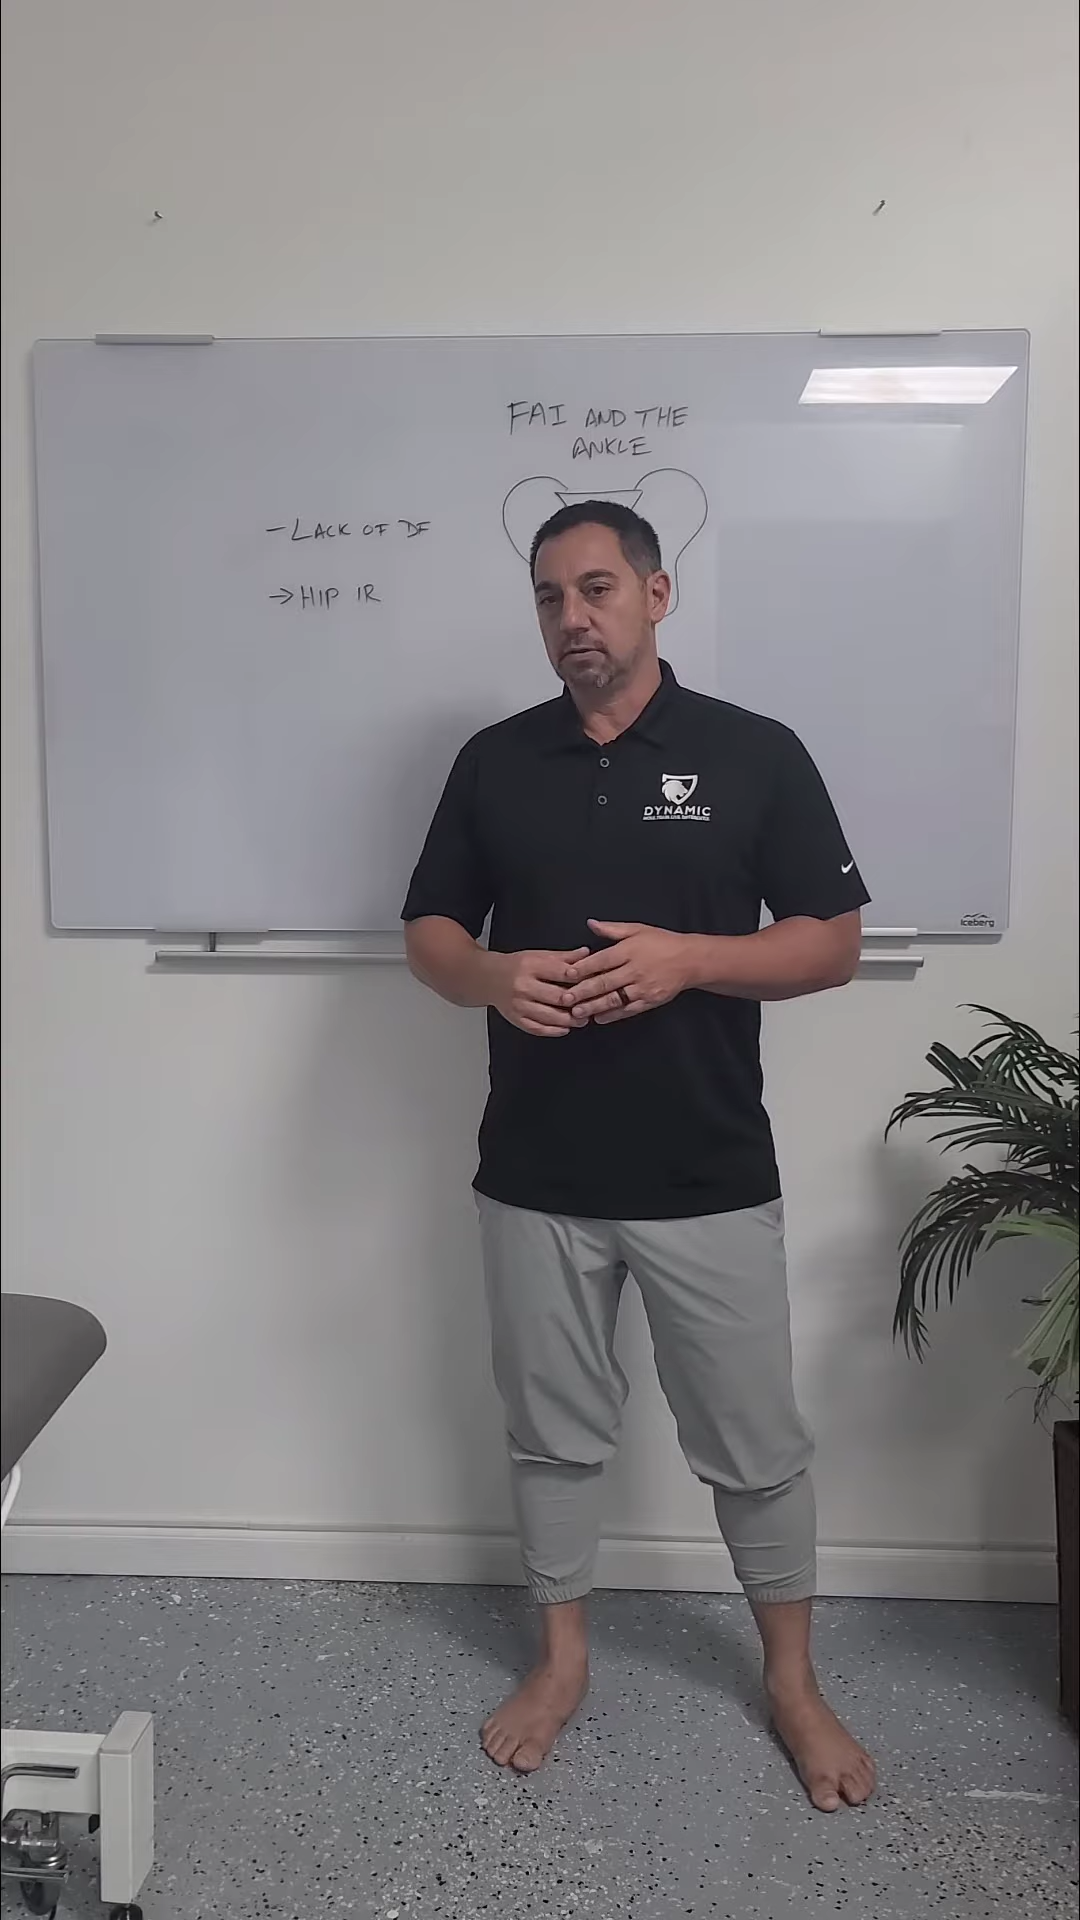 FAI AND THE
ANKLE
- LACK OF DF
→ HIP IR
DYNAMIC
Iceberg